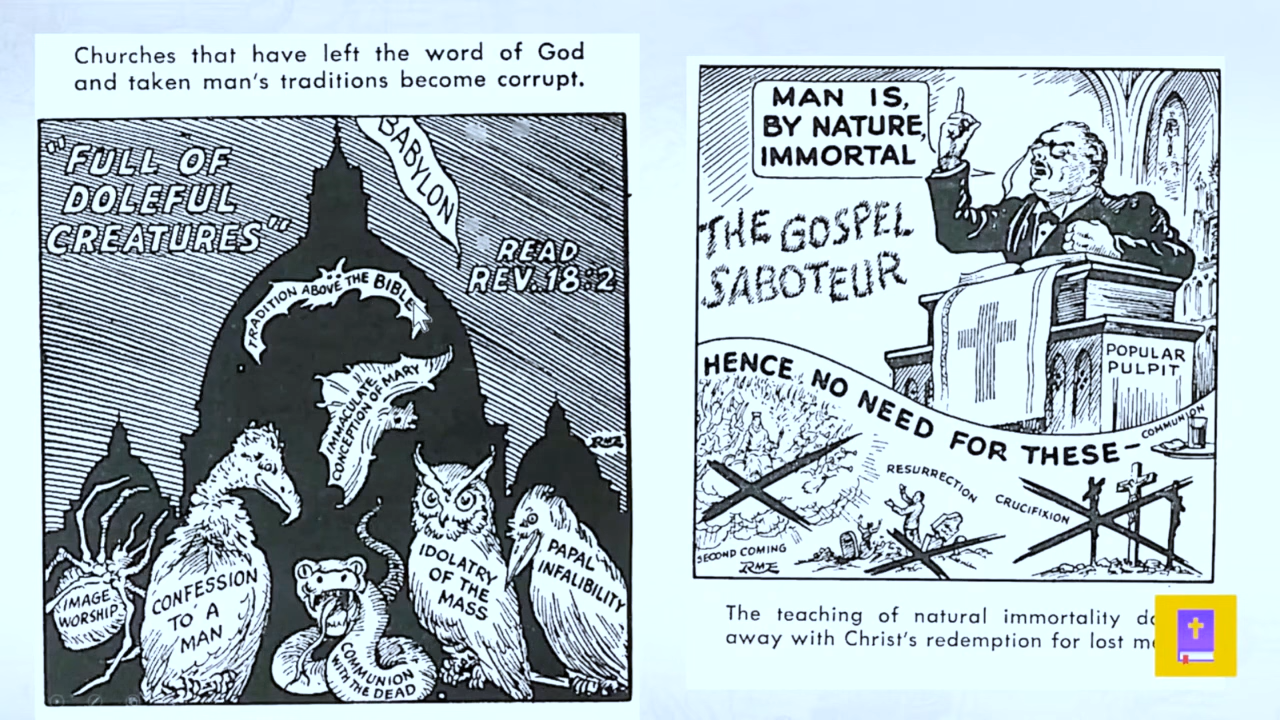 Churches that have left the word of God
and taken man's traditions become corrupt.
"FULL OF
DOLEFUL
CREATURES"
BABYLON
READ
REV. 18:2
TRADITION ABOVE THE BIBLE
IMMACULATE
CONCEPTION OF MARY
IMAGE
WORSHIP
CONFESSION
TO A
MAN
COMMUNION
WITH THE DEAD
IDOLATRY
OF THE
MASS
PAPAL
INFALIBILITY
RME
MAN IS,
BY NATURE,
IMMORTAL
THE GOSPEL
SABOTEUR
POPULAR
PULPIT
HENCE NO NEED FOR THESE—
COMMUNION
RESURRECTION
CRUCIFIXION
SECOND COMING
RME
The teaching of natural immortality
away with Christ's redemption for lost